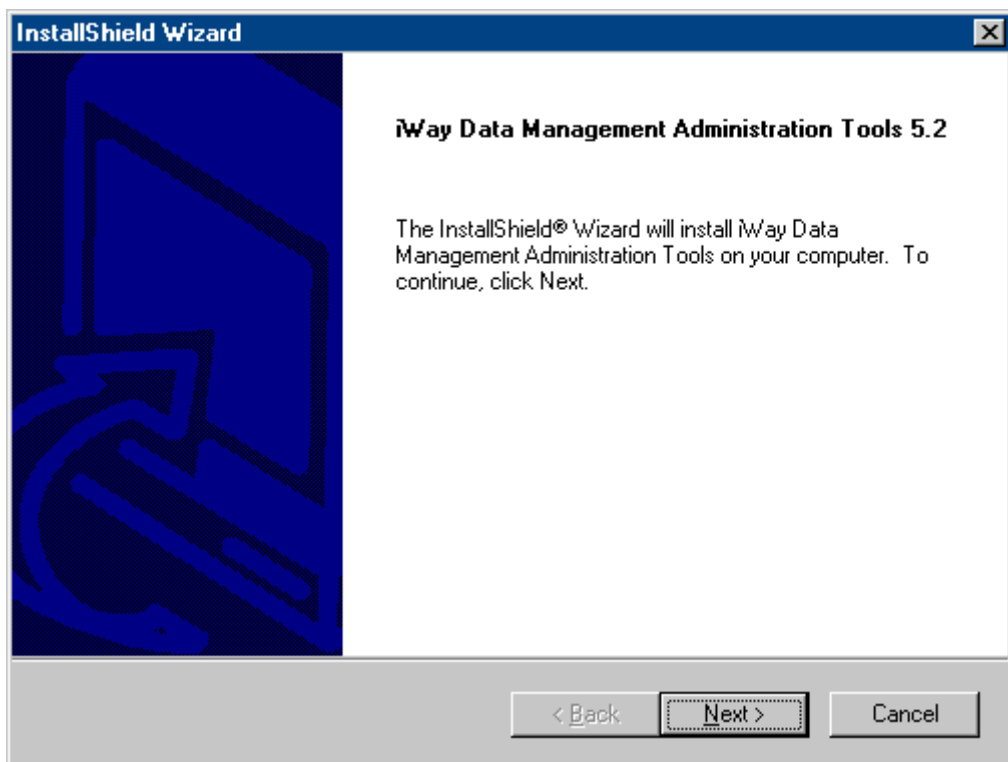 InstallShield Wizard
iWay Data Management Administration Tools 5.2
The InstallShield® Wizard will install iWay Data
Management Administration Tools on your computer. To
continue, click Next.
< Back
Next >
Cancel